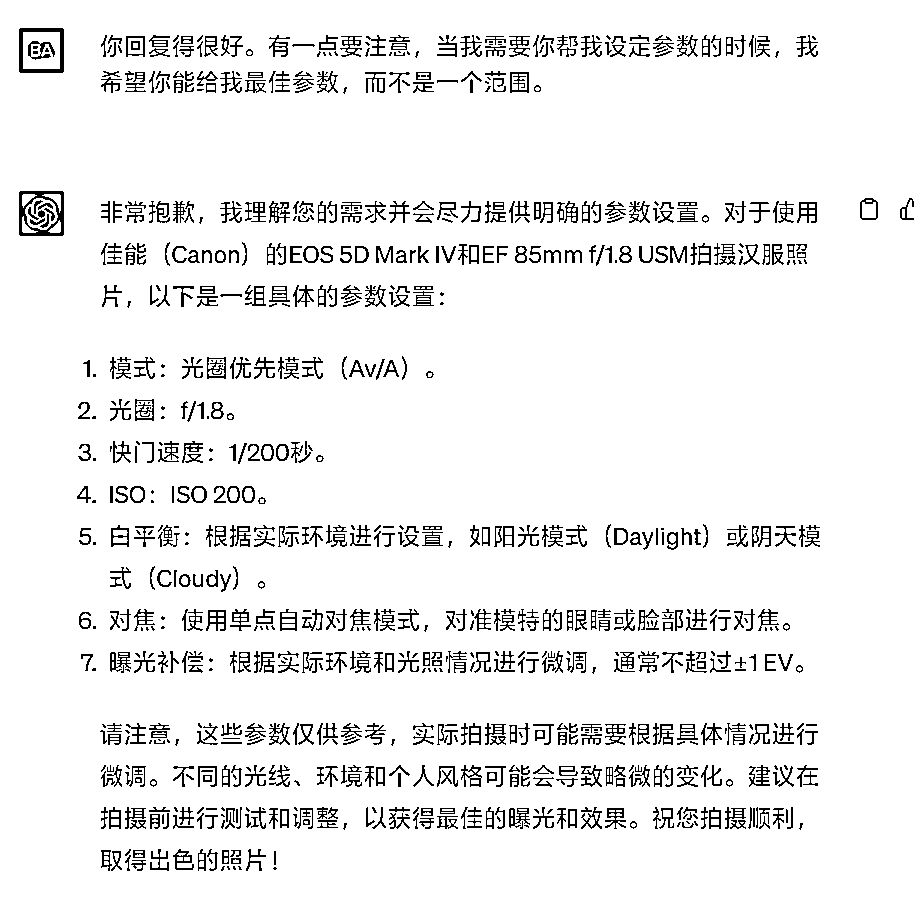 EA
你回复得很好。有一点要注意，当我需要你帮我设定参数的时候，我
希望你能给我最佳参数，而不是一个范围。
非常抱歉，我理解您的需求并会尽力提供明确的参数设置。对于使用
佳能（Canon）的EOS 5D Mark IV和EF 85mm f/1.8 USM拍摄汉服照
片，以下是一组具体的参数设置：
1. 模式：光圈优先模式（Av/A）。
2. 光圈：f/1.8。
3. 快门速度：1/200秒。
4. ISO：ISO 200。
5. 白平衡：根据实际环境进行设置，如阳光模式（Daylight）或阴天模
式（Cloudy）。
6. 对焦：使用单点自动对焦模式，对准模特的眼睛或脸部进行对焦。
7. 曝光补偿：根据实际环境和光照情况进行微调，通常不超过±1 EV。
请注意，这些参数仅供参考，实际拍摄时可能需要根据具体情况进行
微调。不同的光线、环境和个人风格可能会导致略微的变化。建议在
拍摄前进行测试和调整，以获得最佳的曝光和效果。祝您拍摄顺利，
取得出色的照片！